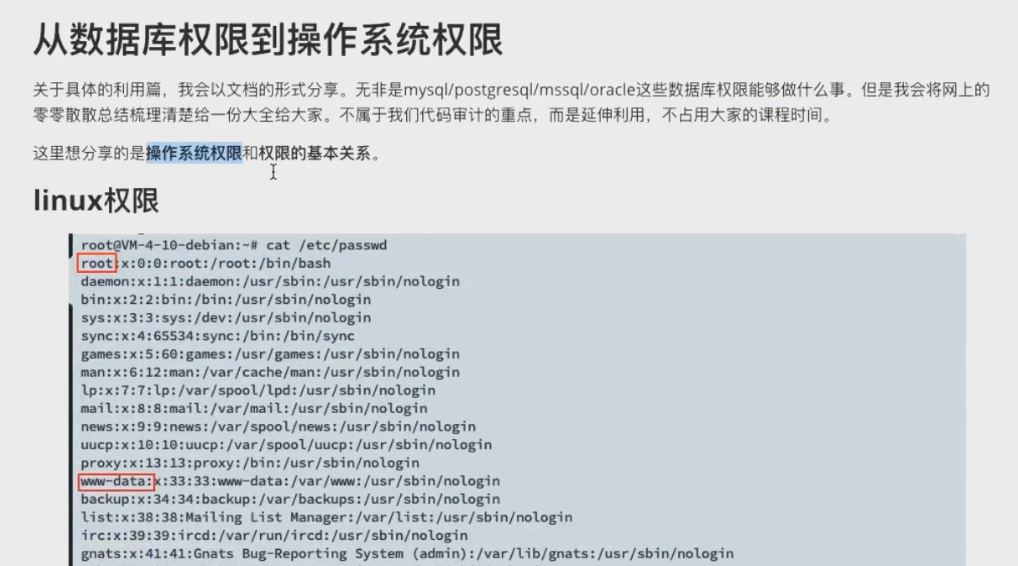 从数据库权限到操作系统权限
关于具体的利用篇，我会以文档的形式分享。无非是mysql/postgresql/mssql/oracle这些数据库权限能够做什么事。但是我会将网上的
零零散散总结梳理清楚给一份大全给大家。不属于我们代码审计的重点，而是延伸利用，不占用大家的课程时间。
这里想分享的是操作系统权限和权限的基本关系。
linux权限
root@VM-4-10-debian:~# cat /etc/passwd
root:x:0:0:root:/root:/bin/bash
daemon:x:1:1:daemon:/usr/sbin:/usr/sbin/nologin
bin:x:2:2:bin:/bin:/usr/sbin/nologin
sys:x:3:3:sys:/dev:/usr/sbin/nologin
sync:x:4:65534:sync:/bin:/bin/sync
games:x:5:60:games:/usr/games:/usr/sbin/nologin
man:x:6:12:man:/var/cache/man:/usr/sbin/nologin
lp:x:7:7:lp:/var/spool/lpd:/usr/sbin/nologin
mail:x:8:8:mail:/var/mail:/usr/sbin/nologin
news:x:9:9:news:/var/spool/news:/usr/sbin/nologin
uucp:x:10:10:uucp:/var/spool/uucp:/usr/sbin/nologin
proxy:x:13:13:proxy:/bin:/usr/sbin/nologin
www-data:x:33:33:www-data:/var/www:/usr/sbin/nologin
backup:x:34:34:backup:/var/backups:/usr/sbin/nologin
list:x:38:38:Mailing List Manager:/var/list:/usr/sbin/nologin
irc:x:39:39:ircd:/var/run/ircd:/usr/sbin/nologin
gnats:x:41:41:Gnats Bug-Reporting System (admin):/var/lib/gnats:/usr/sbin/nologin